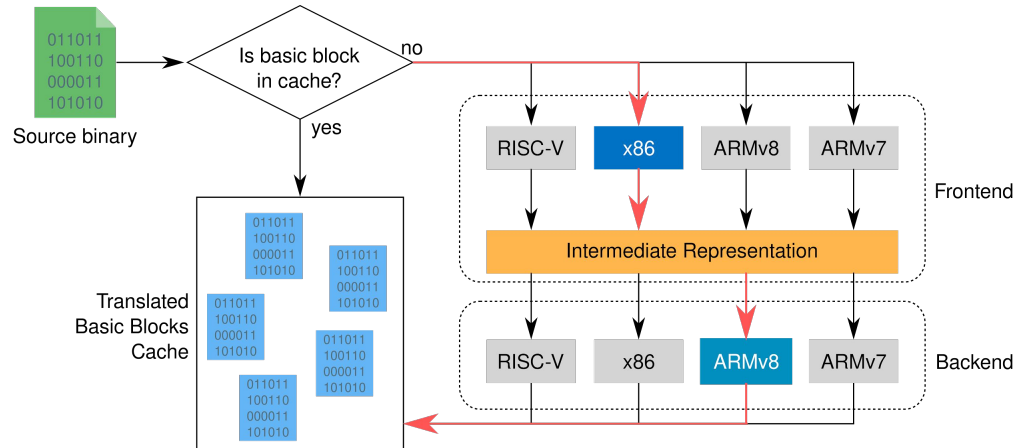 011011
100110
000011
101010
Source binary
Is basic block
in cache?
no
yes
RISC-V
x86
ARMv8
ARMv7
Frontend
Intermediate Representation
RISC-V
x86
ARMv8
ARMv7
Backend
Translated
Basic Blocks
Cache
011011
100110
000011
101010
011011
100110
000011
101010
011011
100110
000011
101010
011011
100110
000011
101010
011011
100110
000011
101010